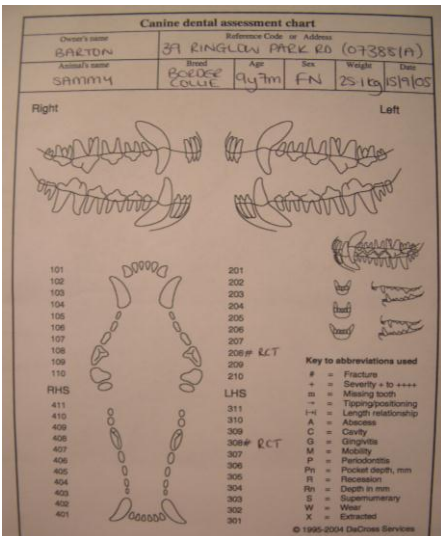 Canine dental assessment chart
Owner's name
BARTON
Reference Code or Address
39 RINGLOW PARK RD (07388/A)
Animal's name
SAMMY
Breed
BORDER
COLLIE
Age
9y7m
Sex
FN
Weight
25·1kg
Date
15/9/05
Right
Left
101
102
103
104
105
106
107
108
109
110
RHS
411
410
409
408
407
406
405
404
403
402
401
201
202
203
204
205
206
207
208# RCT
209
210
LHS
311
310
309
308# RCT
307
306
305
304
303
302
301
Key to abbreviations used
# = Fracture
+ = Severity + to ++++
m = Missing tooth
→ = Tipping/positioning
= Length relationship
A = Abscess
C = Cavity
G = Gingivitis
M = Mobility
P = Periodontitis
Pn = Pocket depth, mm
R = Recession
Rn = Depth in mm
S = Supernumerary
W = Wear
X = Extracted
© 1995-2004 DaCross Services